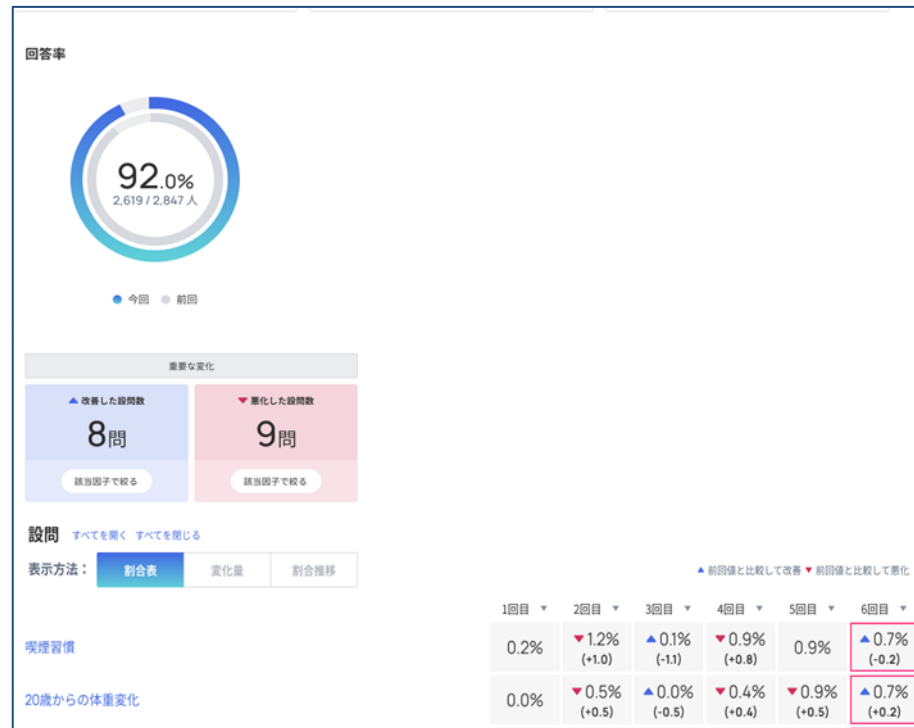 回答率
92.0%
2,619 / 2,847 人
今回 前回
重要な変化
▲ 改善した設問数 ▼ 悪化した設問数
8問 9問
該当因子で絞る 該当因子で絞る
設問 すべてを開く すべてを閉じる
表示方法： 割合表 変化量 割合推移
▲ 前回値と比較して改善 ▼ 前回値と比較して悪化
1回目 ▼ 2回目 ▼ 3回目 ▼ 4回目 ▼ 5回目 ▼ 6回目 ▼
喫煙習慣 0.2% ▼1.2% ▲0.1% ▼0.9% 0.9% ▲0.7%
(+1.0) (-1.1) (+0.8) (-0.2)
20歳からの体重変化 0.0% ▼0.5% ▲0.0% ▼0.4% ▼0.9% ▲0.7%
(+0.5) (-0.5) (+0.4) (+0.5) (+0.2)